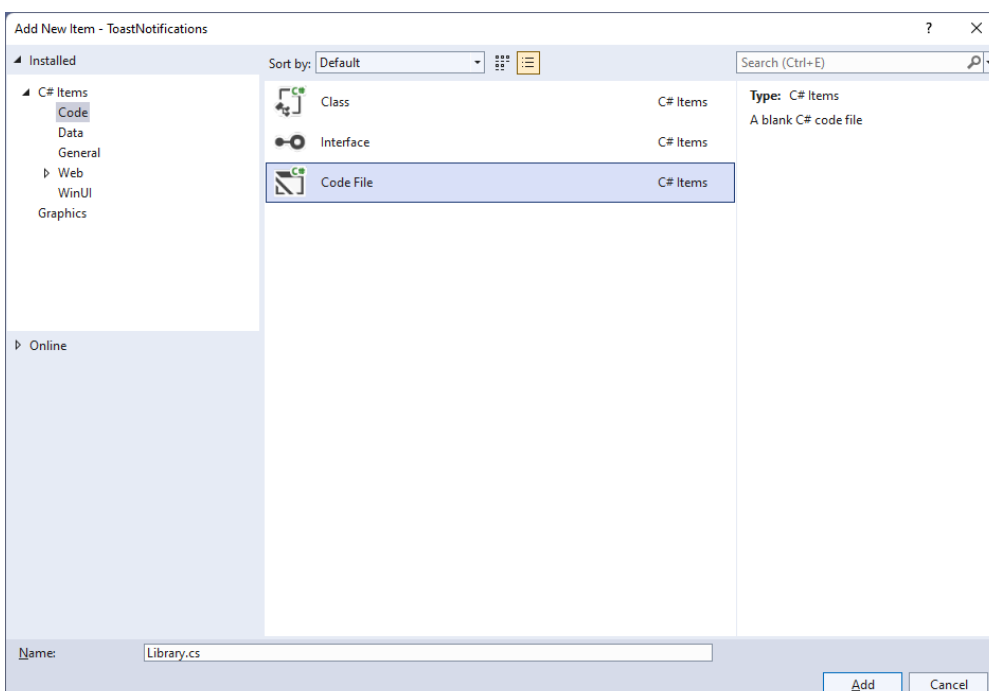 Add New Item - ToastNotifications
?
Installed
Sort by: Default
Search (Ctrl+E)
C# Items
Code
Data
General
Web
WinUI
Graphics
Online
Class C# Items
Interface C# Items
Code File C# Items
Type: C# Items
A blank C# code file
Name: Library.cs
Add Cancel